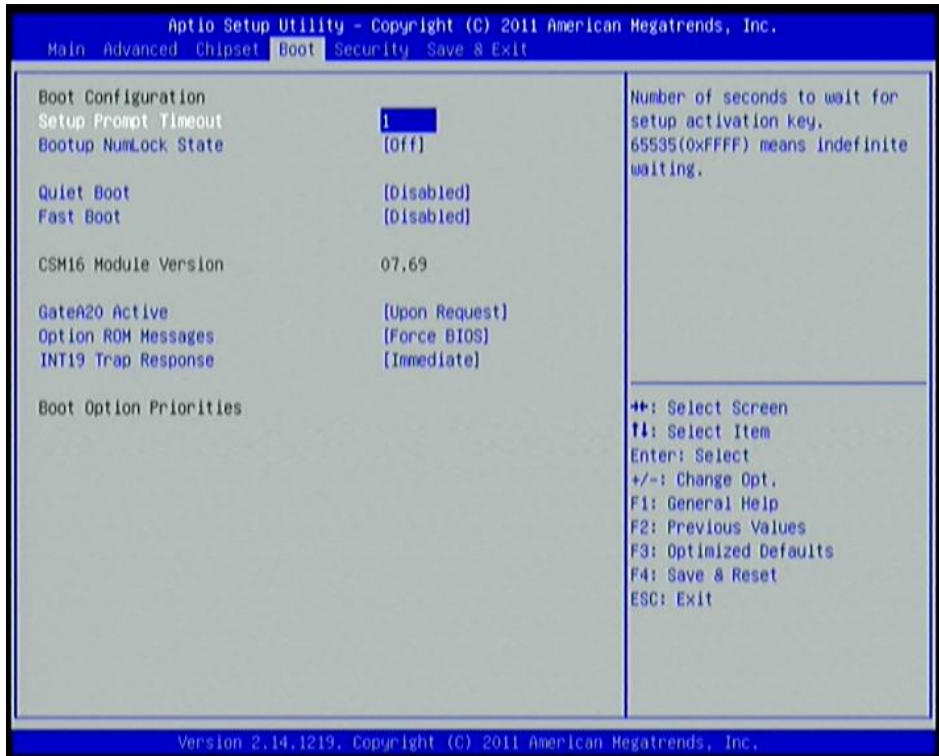 Aptio Setup Utility - Copyright (C) 2011 American Megatrends, Inc.
Main Advanced Chipset Boot Security Save & Exit
Boot Configuration
Setup Prompt Timeout 1
Bootup NumLock State [Off]
Quiet Boot [Disabled]
Fast Boot [Disabled]
CSM16 Module Version 07.69
GateA20 Active [Upon Request]
Option ROM Messages [Force BIOS]
INT19 Trap Response [Immediate]
Boot Option Priorities
Number of seconds to wait for
setup activation key.
65535(0xFFFF) means indefinite
waiting.
→←: Select Screen
↑↓: Select Item
Enter: Select
+/-: Change Opt.
F1: General Help
F2: Previous Values
F3: Optimized Defaults
F4: Save & Reset
ESC: Exit
Version 2.14.1219. Copyright (C) 2011 American Megatrends, Inc.